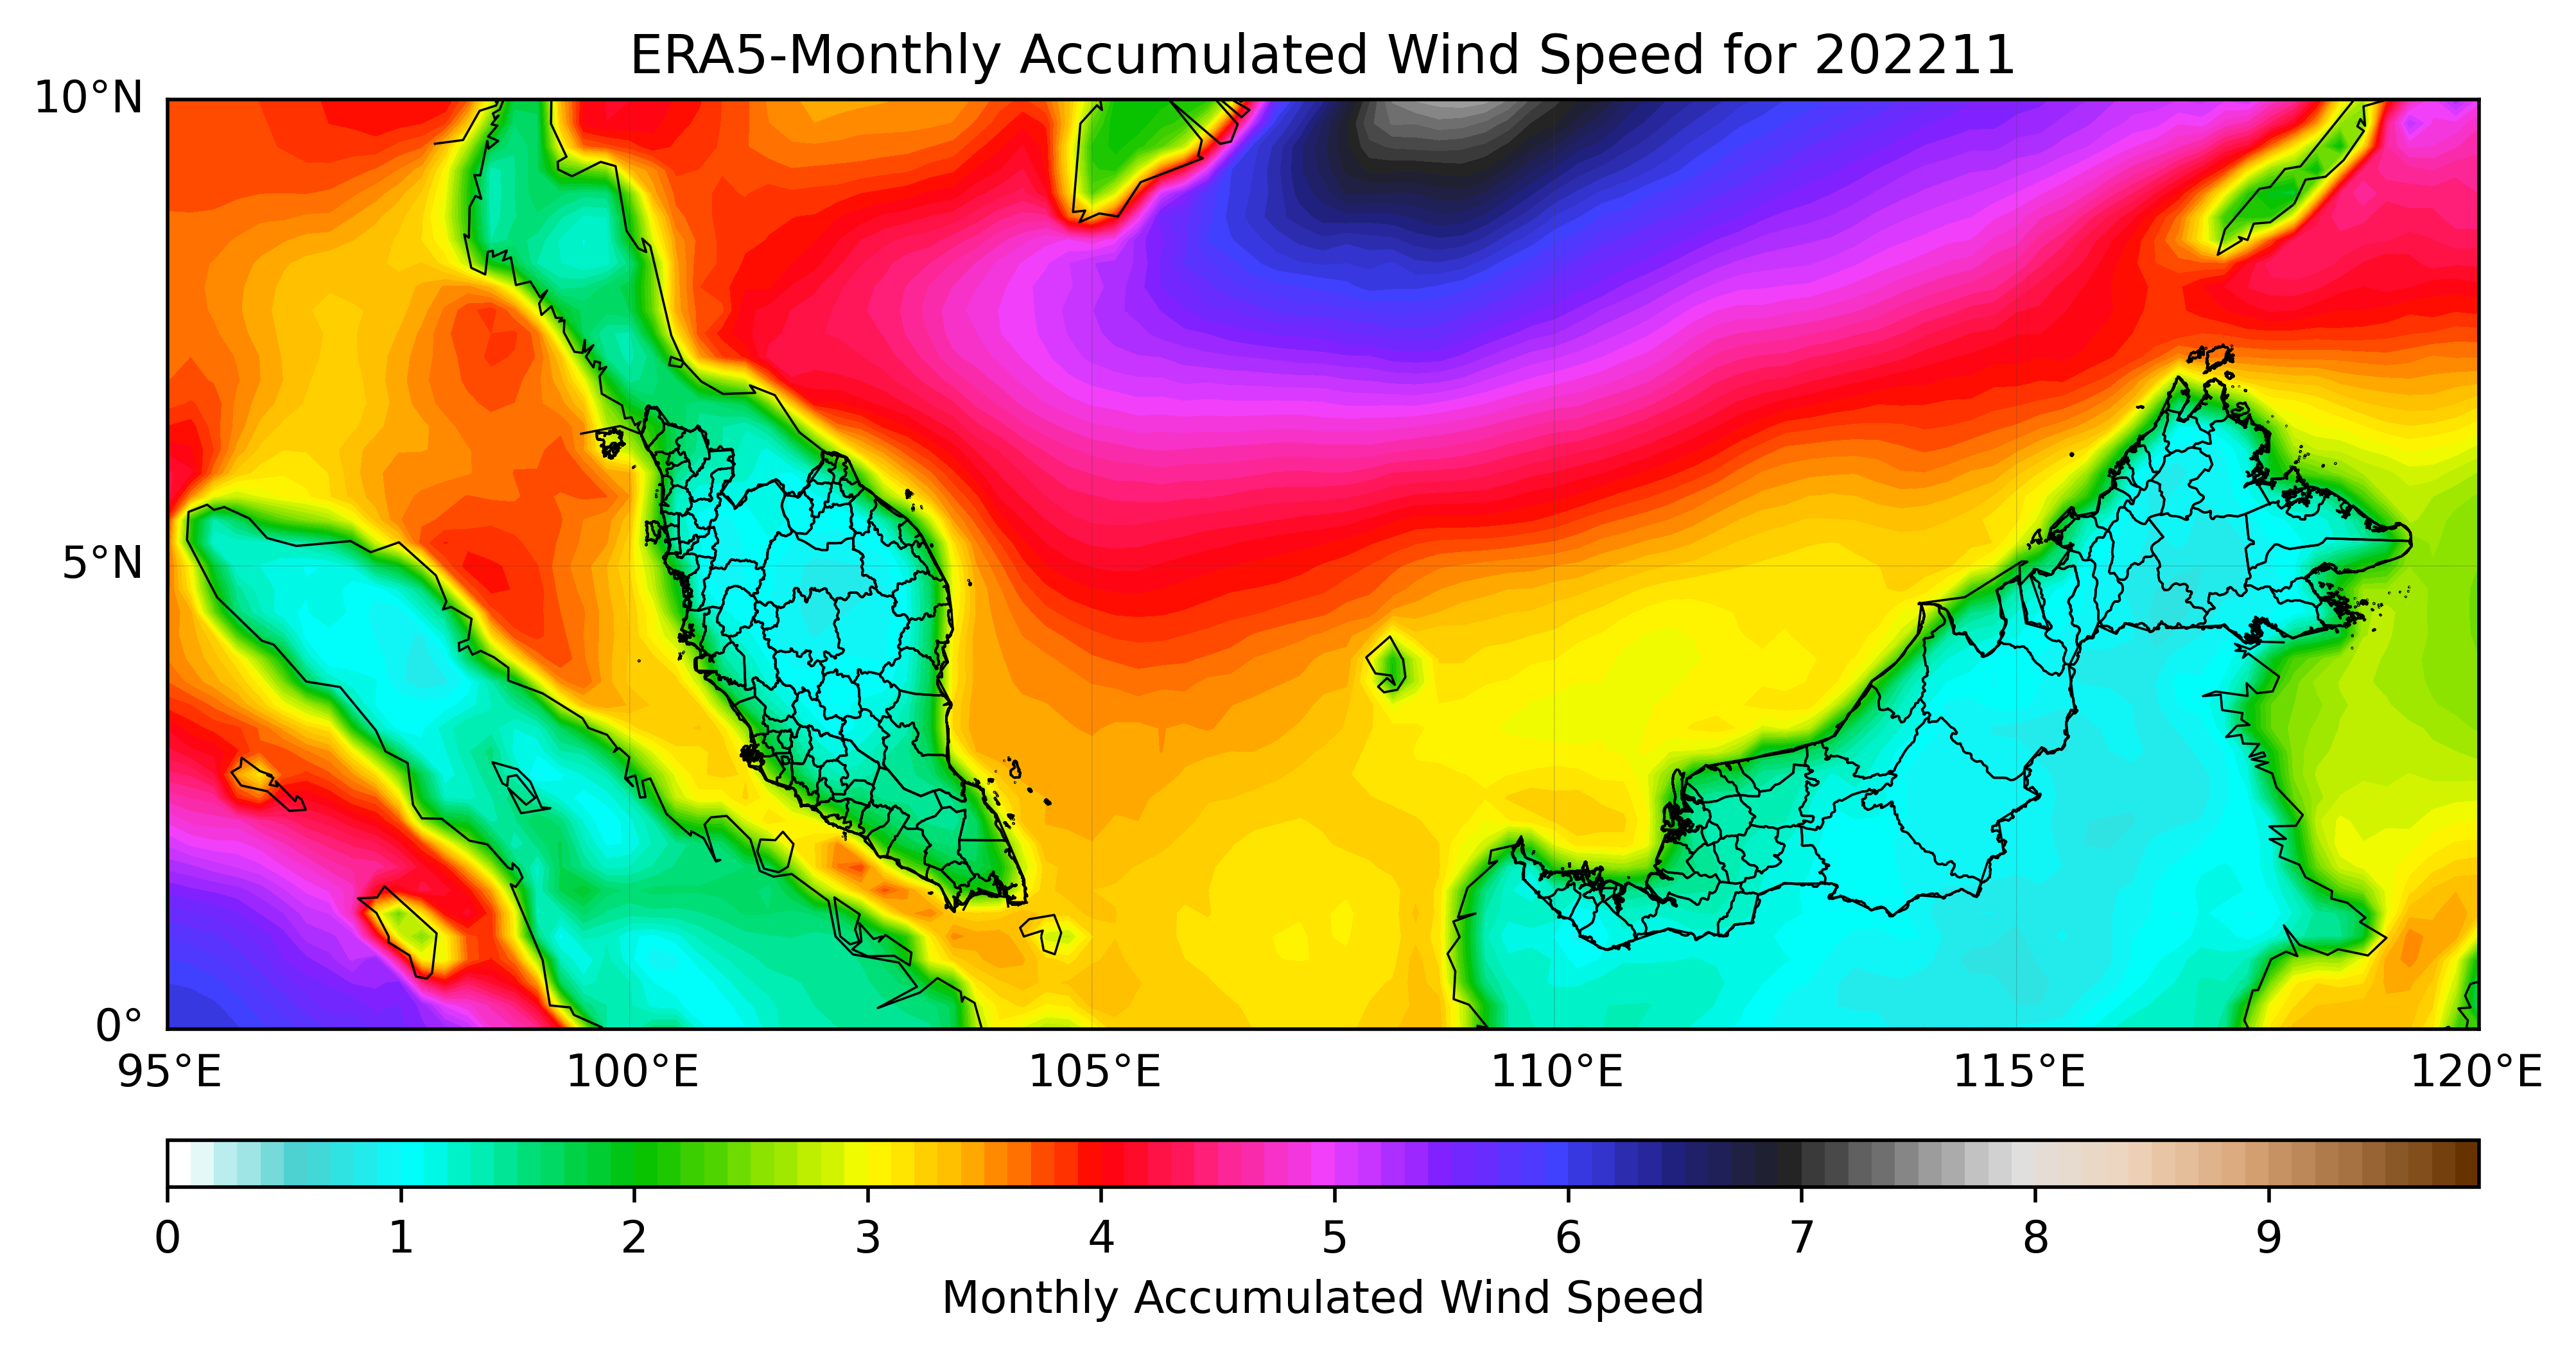 ERA5-Monthly Accumulated Wind Speed for 202211
10°N
5°N
0°
95°E 100°E 105°E 110°E 115°E 120°E
0 1 2 3 4 5 6 7 8 9
Monthly Accumulated Wind Speed